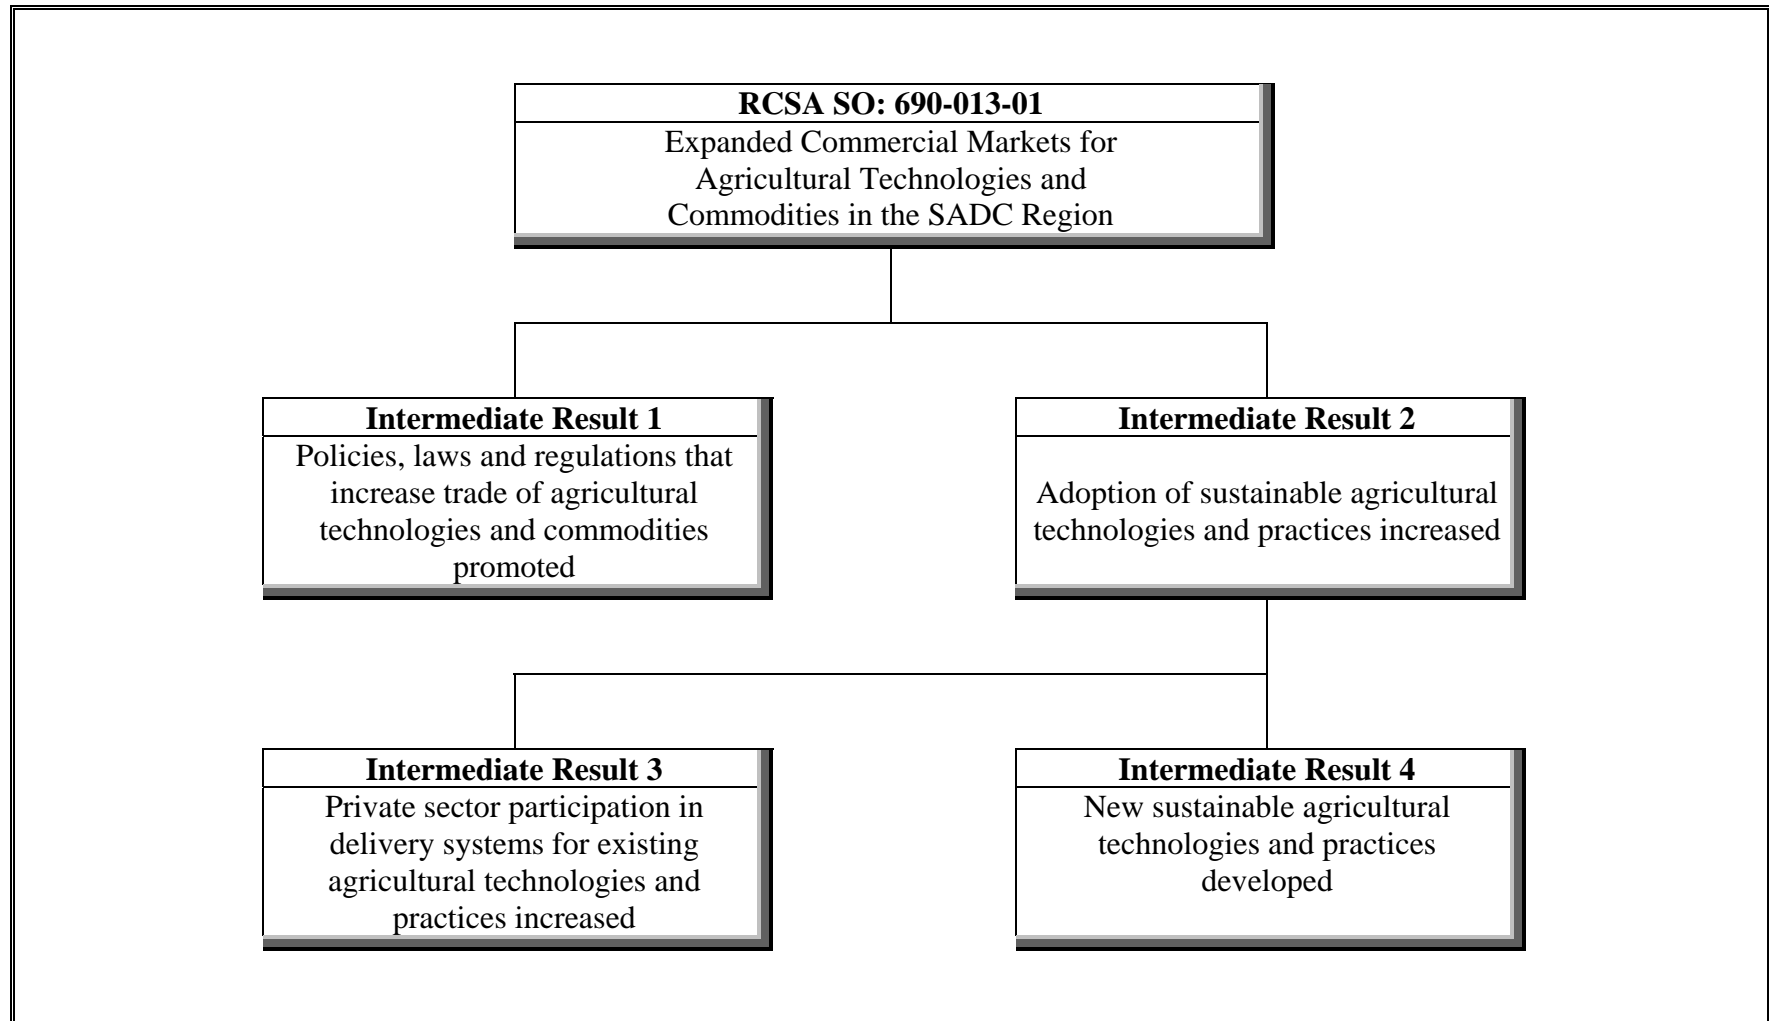 RCSA SO: 690-013-01
Expanded Commercial Markets for
Agricultural Technologies and
Commodities in the SADC Region
Intermediate Result 1
Policies, laws and regulations that
increase trade of agricultural
technologies and commodities
promoted
Intermediate Result 2
Adoption of sustainable agricultural
technologies and practices increased
Intermediate Result 3
Private sector participation in
delivery systems for existing
agricultural technologies and
practices increased
Intermediate Result 4
New sustainable agricultural
technologies and practices
developed